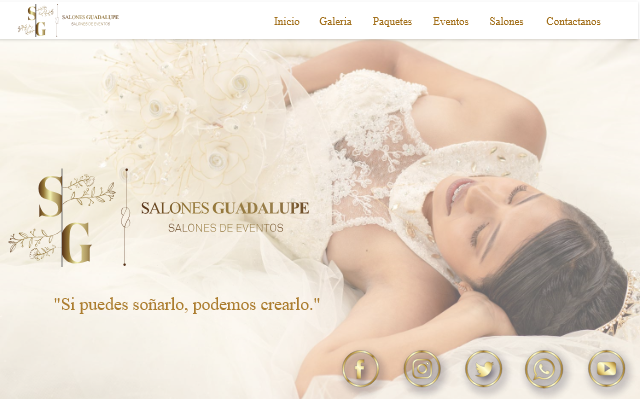 SG SALONES GUADALUPE
SALONES DE EVENTOS
Inicio Galeria Paquetes Eventos Salones Contactanos
SG
SALONES GUADALUPE
SALONES DE EVENTOS
"Si puedes soñarlo, podemos crearlo."